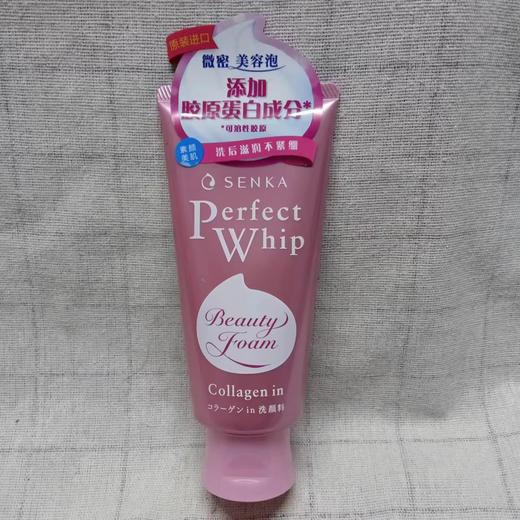 原装进口
微密 美容泡
添加
胶原蛋白成分*
*可溶性胶原
素颜
美肌
洗后滋润不紧绷
SENKA
Perfect
Whip
Beauty
Foam
Collagen in
コラーゲン in 洗顔料